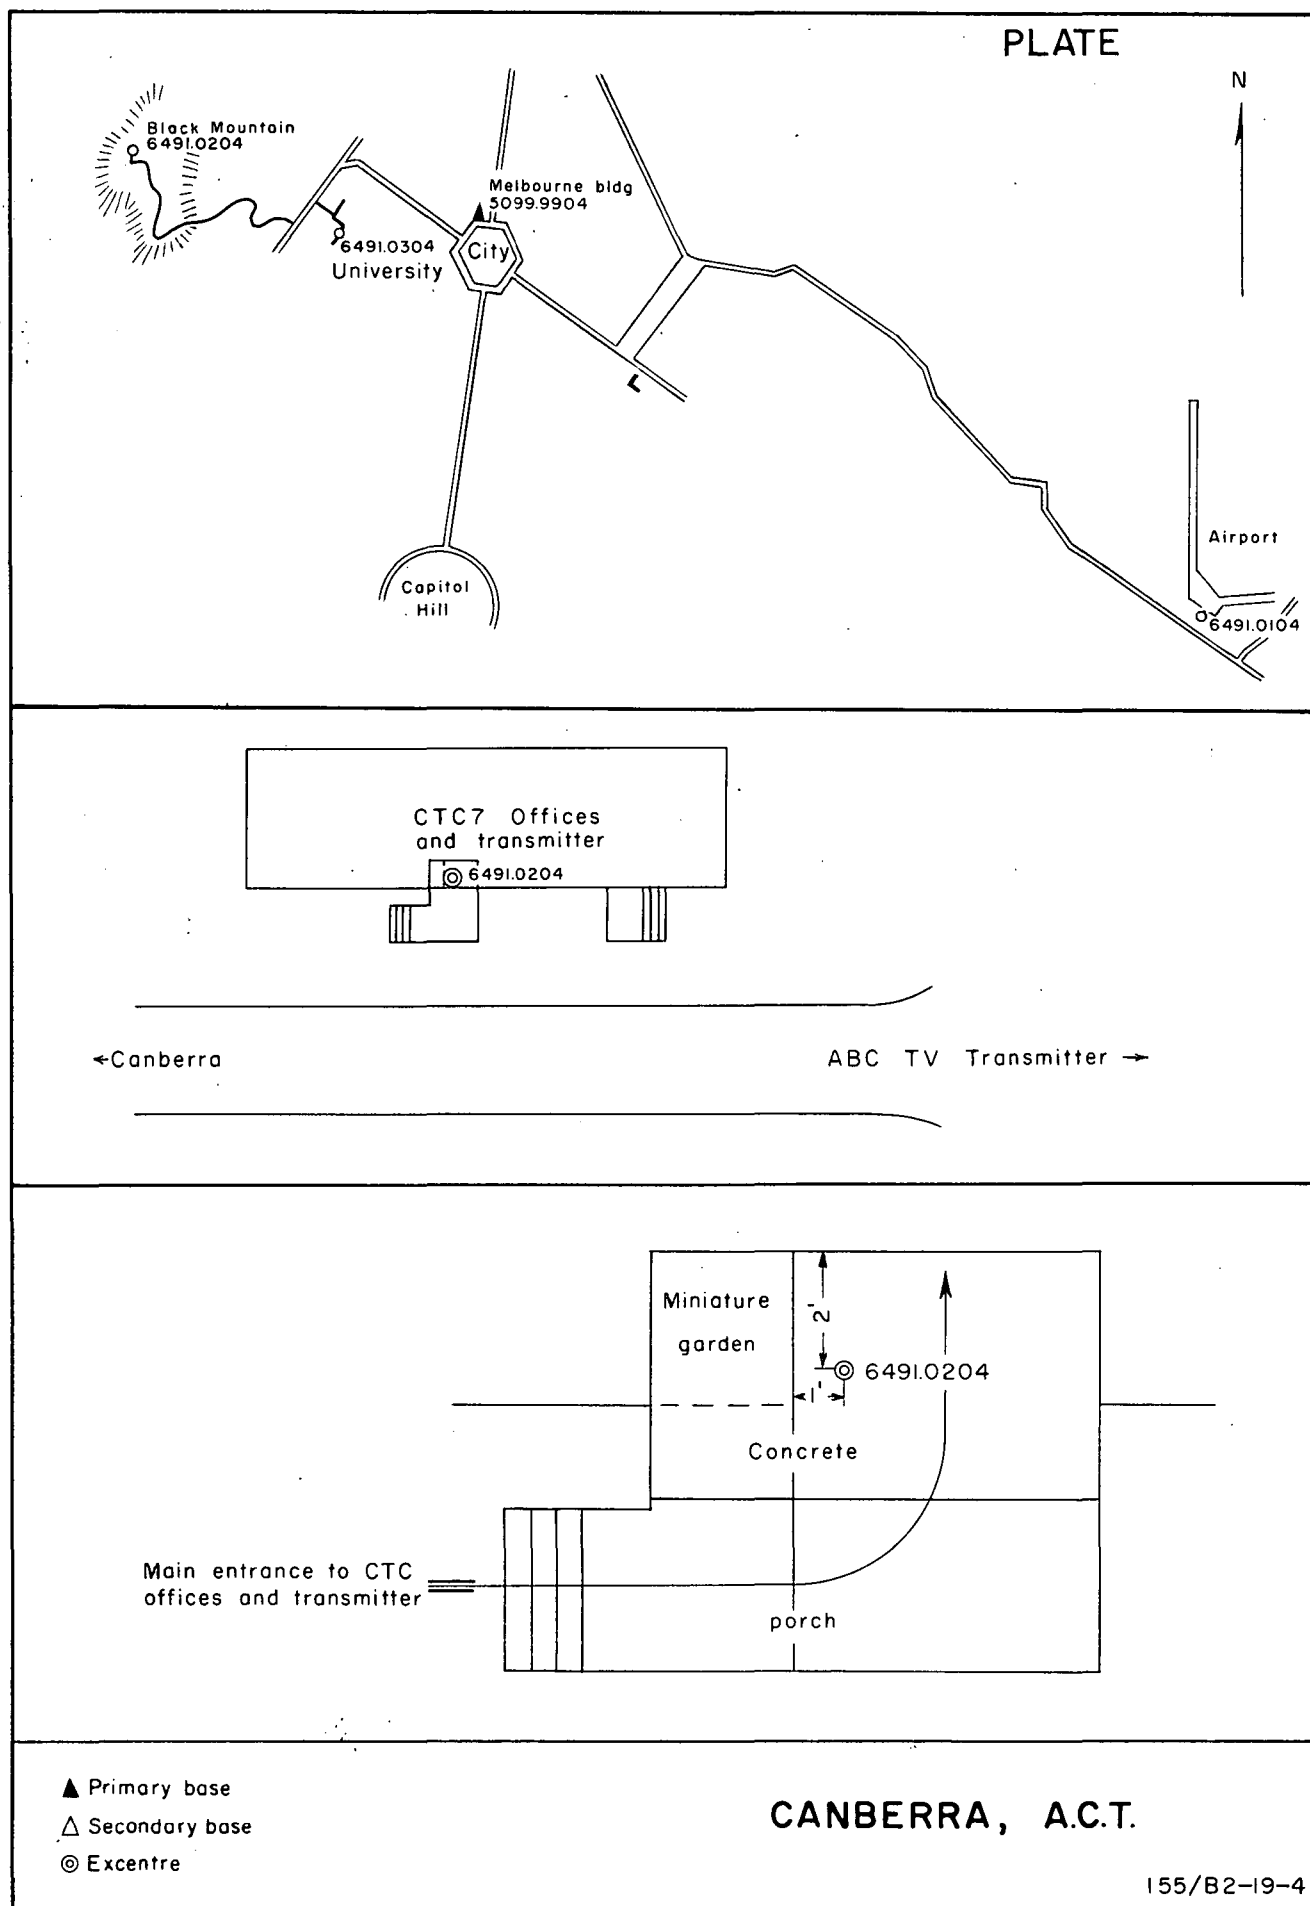 PLATE
N
Black Mountain
6491.0204
Melbourne bldg
5099.9904
6491.0304
University
City
Airport
6491.0104
Capitol
Hill
CTC7 Offices
and transmitter
6491.0204
←Canberra
ABC TV Transmitter →
Miniature
garden
2'
6491.0204
1'
Concrete
Main entrance to CTC
offices and transmitter
porch
Primary base
Secondary base
Excentre
CANBERRA, A.C.T.
155/B2-19-4